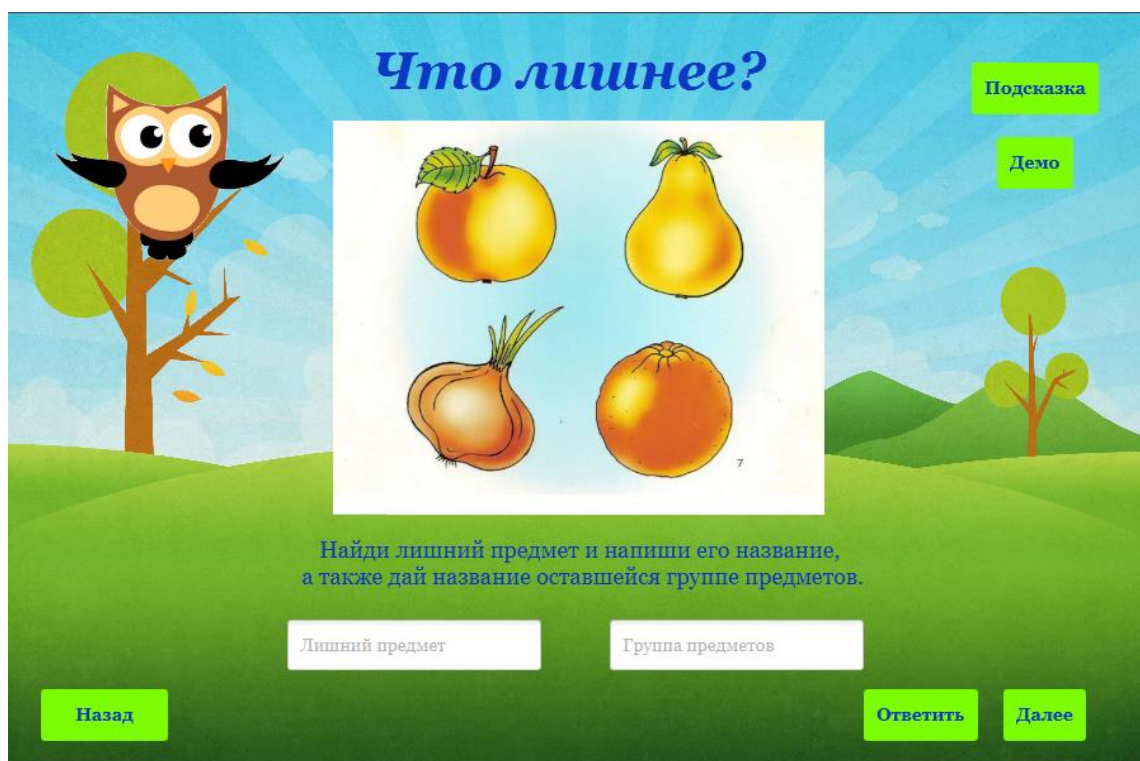 Что лишнее?
Подсказка
Демо
7
Найди лишний предмет и напиши его название,
а также дай название оставшейся группе предметов.
Лишний предмет
Группа предметов
Назад
Ответить
Далее